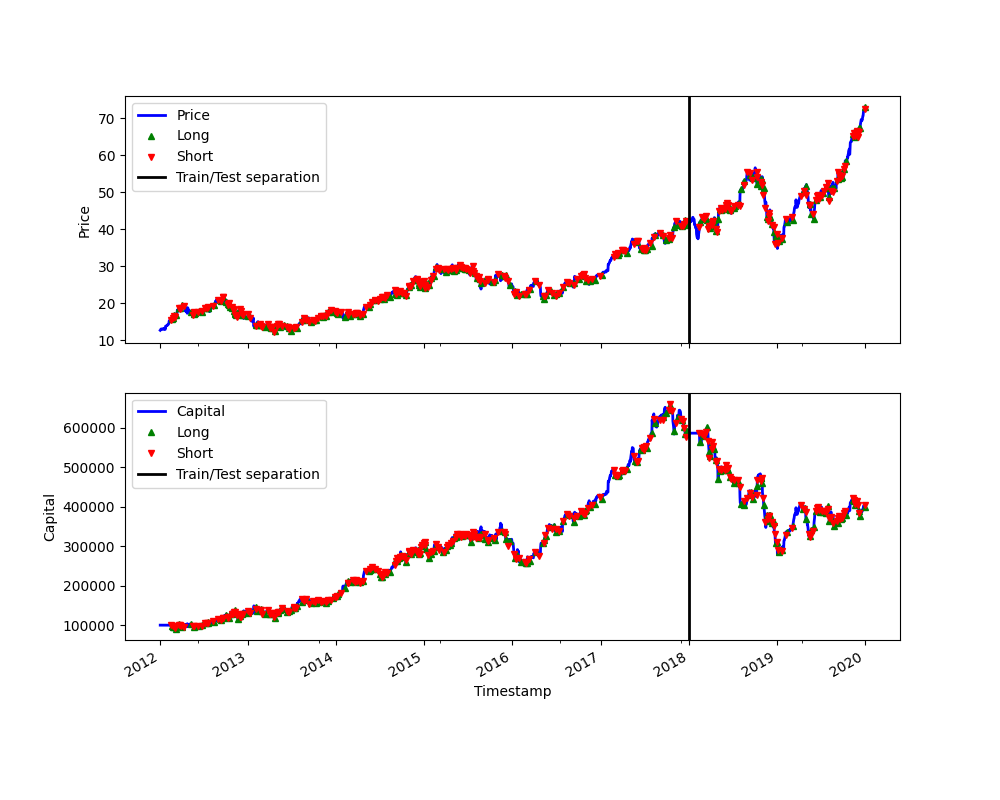 Price
Long
Short
Train/Test separation
Price
70
60
50
40
30
20
10
Capital
Long
Short
Train/Test separation
Capital
600000
500000
400000
300000
200000
100000
2012 2013 2014 2015 2016 2017 2018 2019 2020
Timestamp